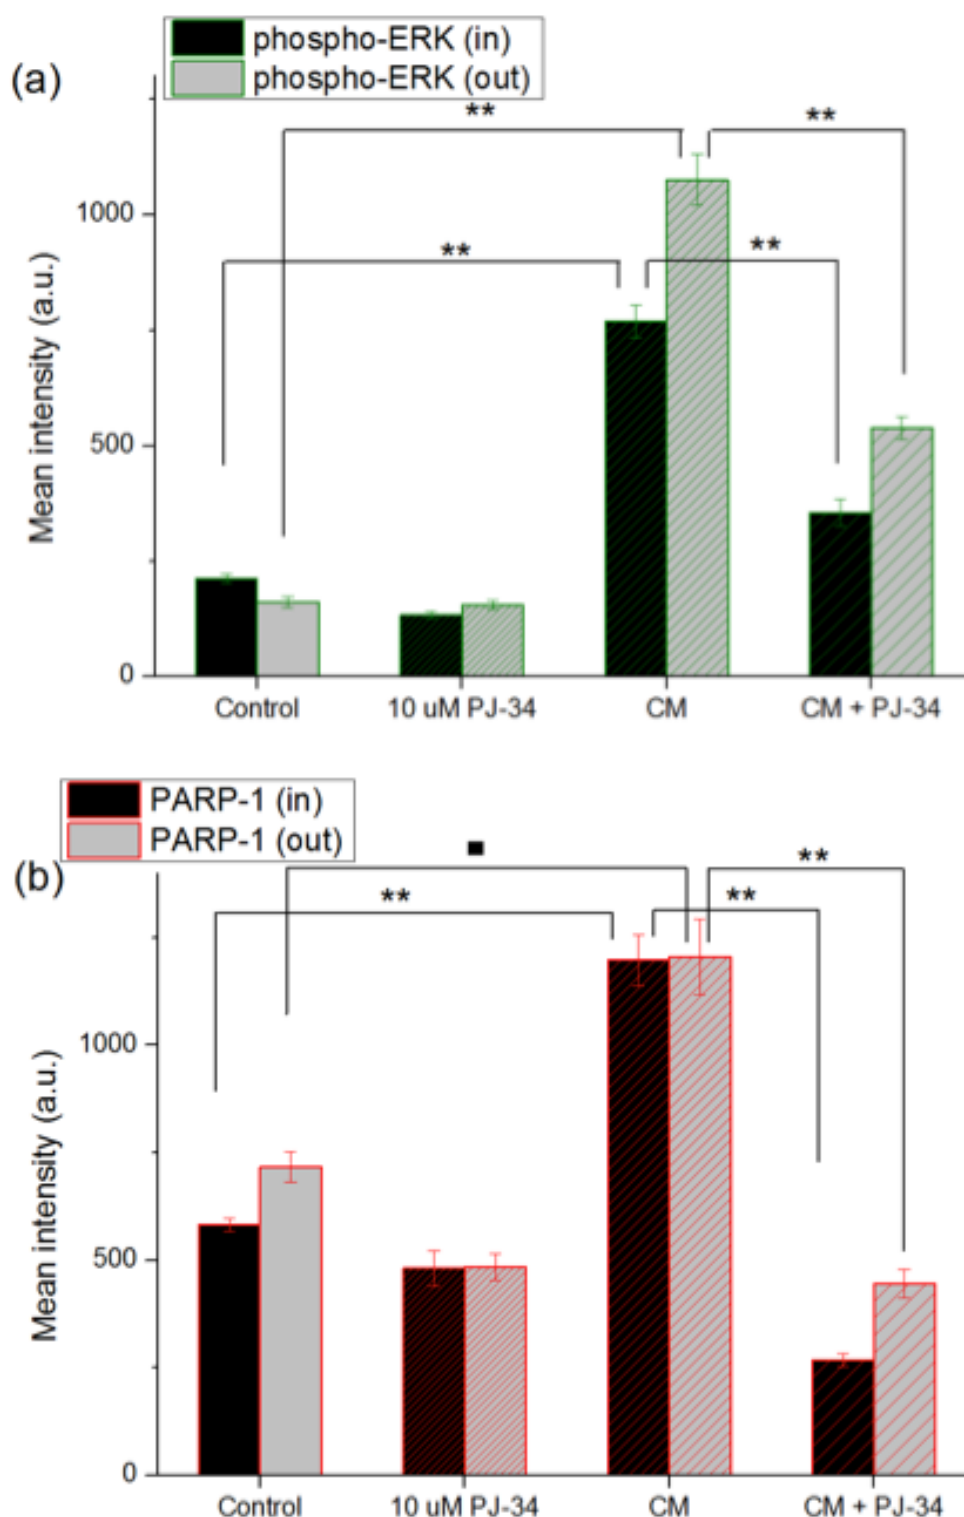 phospho-ERK (in)
phospho-ERK (out)
(a)
**
**
**
**
1000
500
0
Mean intensity (a.u.)
Control
10 uM PJ-34
CM
CM + PJ-34
PARP-1 (in)
PARP-1 (out)
(b)
■
**
**
**
1000
500
0
Mean intensity (a.u.)
Control
10 uM PJ-34
CM
CM + PJ-34